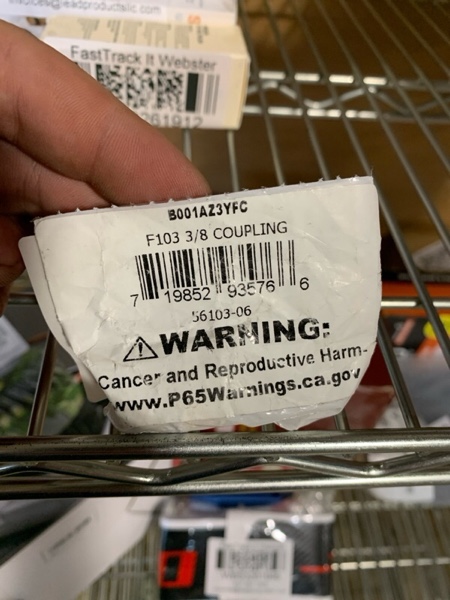 FastTrack It Webster
061912
B001AZ3YFC
F103 3/8 COUPLING
7 19852 93576 6
56103-06
WARNING:
Cancer and Reproductive Harm-
www.P65Warnings.ca.gov